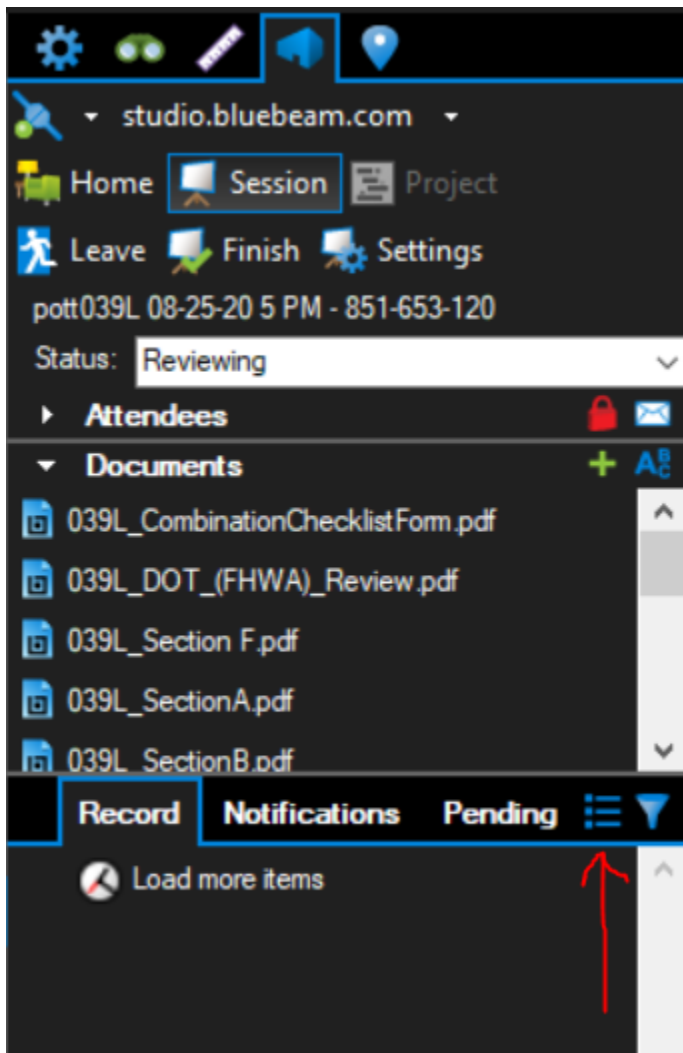 studio.bluebeam.com
Home Session Project
Leave Finish Settings
pott039L 08-25-20 5 PM - 851-653-120
Status: Reviewing
Attendees
Documents ABC
039L_CombinationChecklistForm.pdf
039L_DOT_(FHWA)_Review.pdf
039L_Section F.pdf
039L_SectionA.pdf
039L_SectionB.pdf
Record Notifications Pending
Load more items